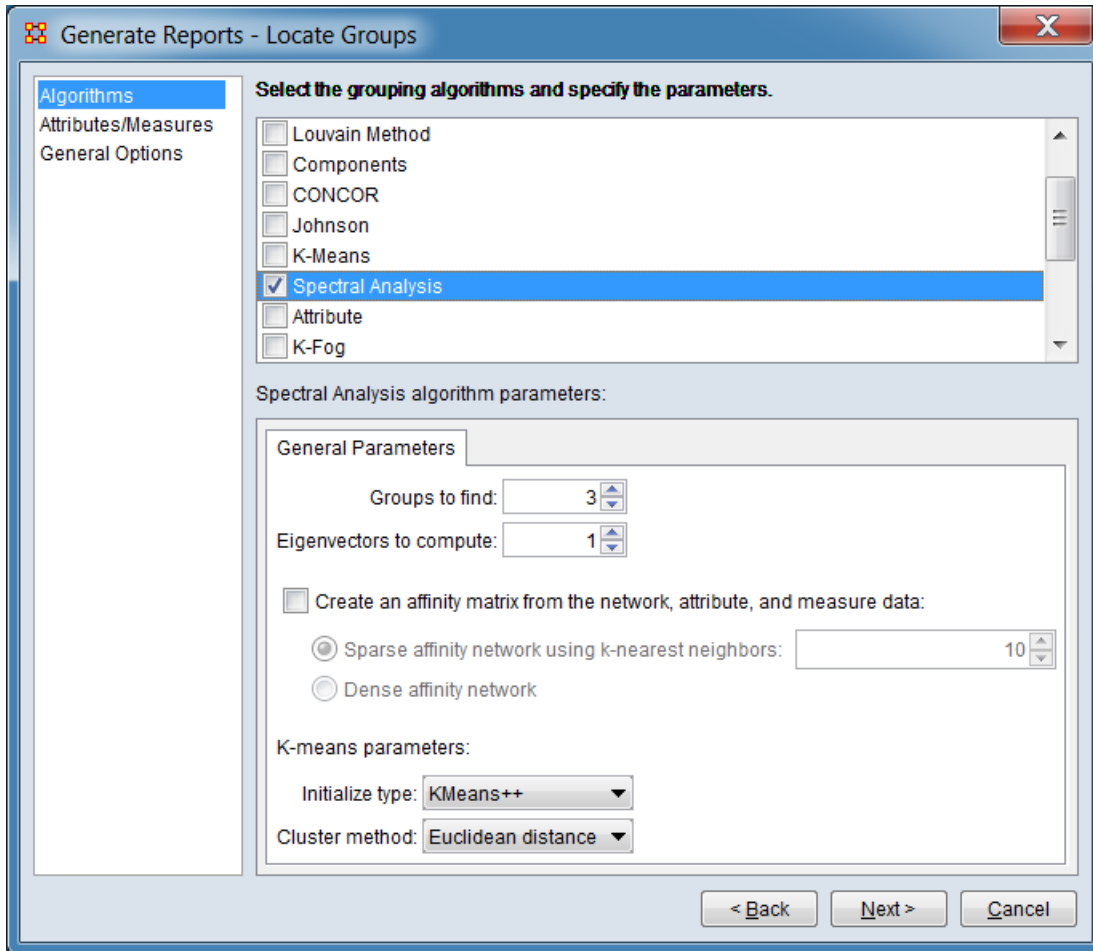 Generate Reports - Locate Groups
X
Algorithms
Attributes/Measures
General Options
Select the grouping algorithms and specify the parameters.
Louvain Method
Components
CONCOR
Johnson
K-Means
Spectral Analysis
Attribute
K-Fog
Spectral Analysis algorithm parameters:
General Parameters
Groups to find: 3
Eigenvectors to compute: 1
Create an affinity matrix from the network, attribute, and measure data:
Sparse affinity network using k-nearest neighbors: 10
Dense affinity network
K-means parameters:
Initialize type: KMeans++
Cluster method: Euclidean distance
< Back Next > Cancel